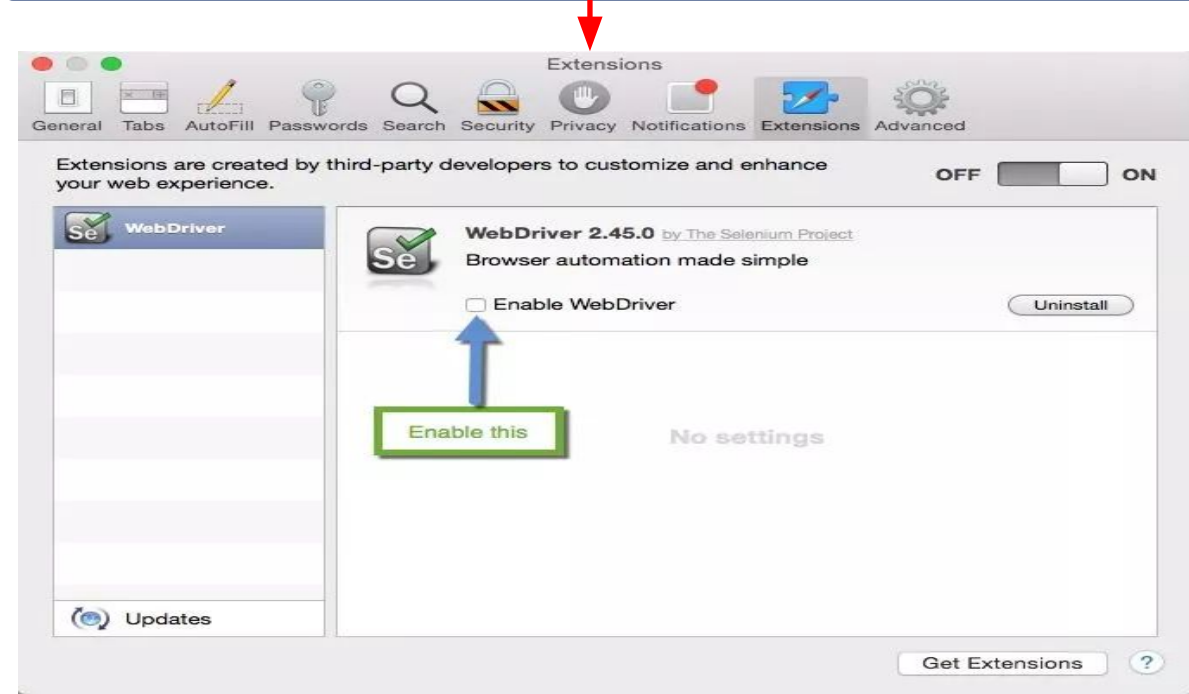 Extensions
General Tabs AutoFill Passwords Search Security Privacy Notifications Extensions Advanced
Extensions are created by third-party developers to customize and enhance
your web experience.
OFF ON
Se WebDriver
Se
WebDriver 2.45.0 by The Selenium Project
Browser automation made simple
Enable WebDriver
Uninstall
Enable this
No settings
Updates
Get Extensions ?